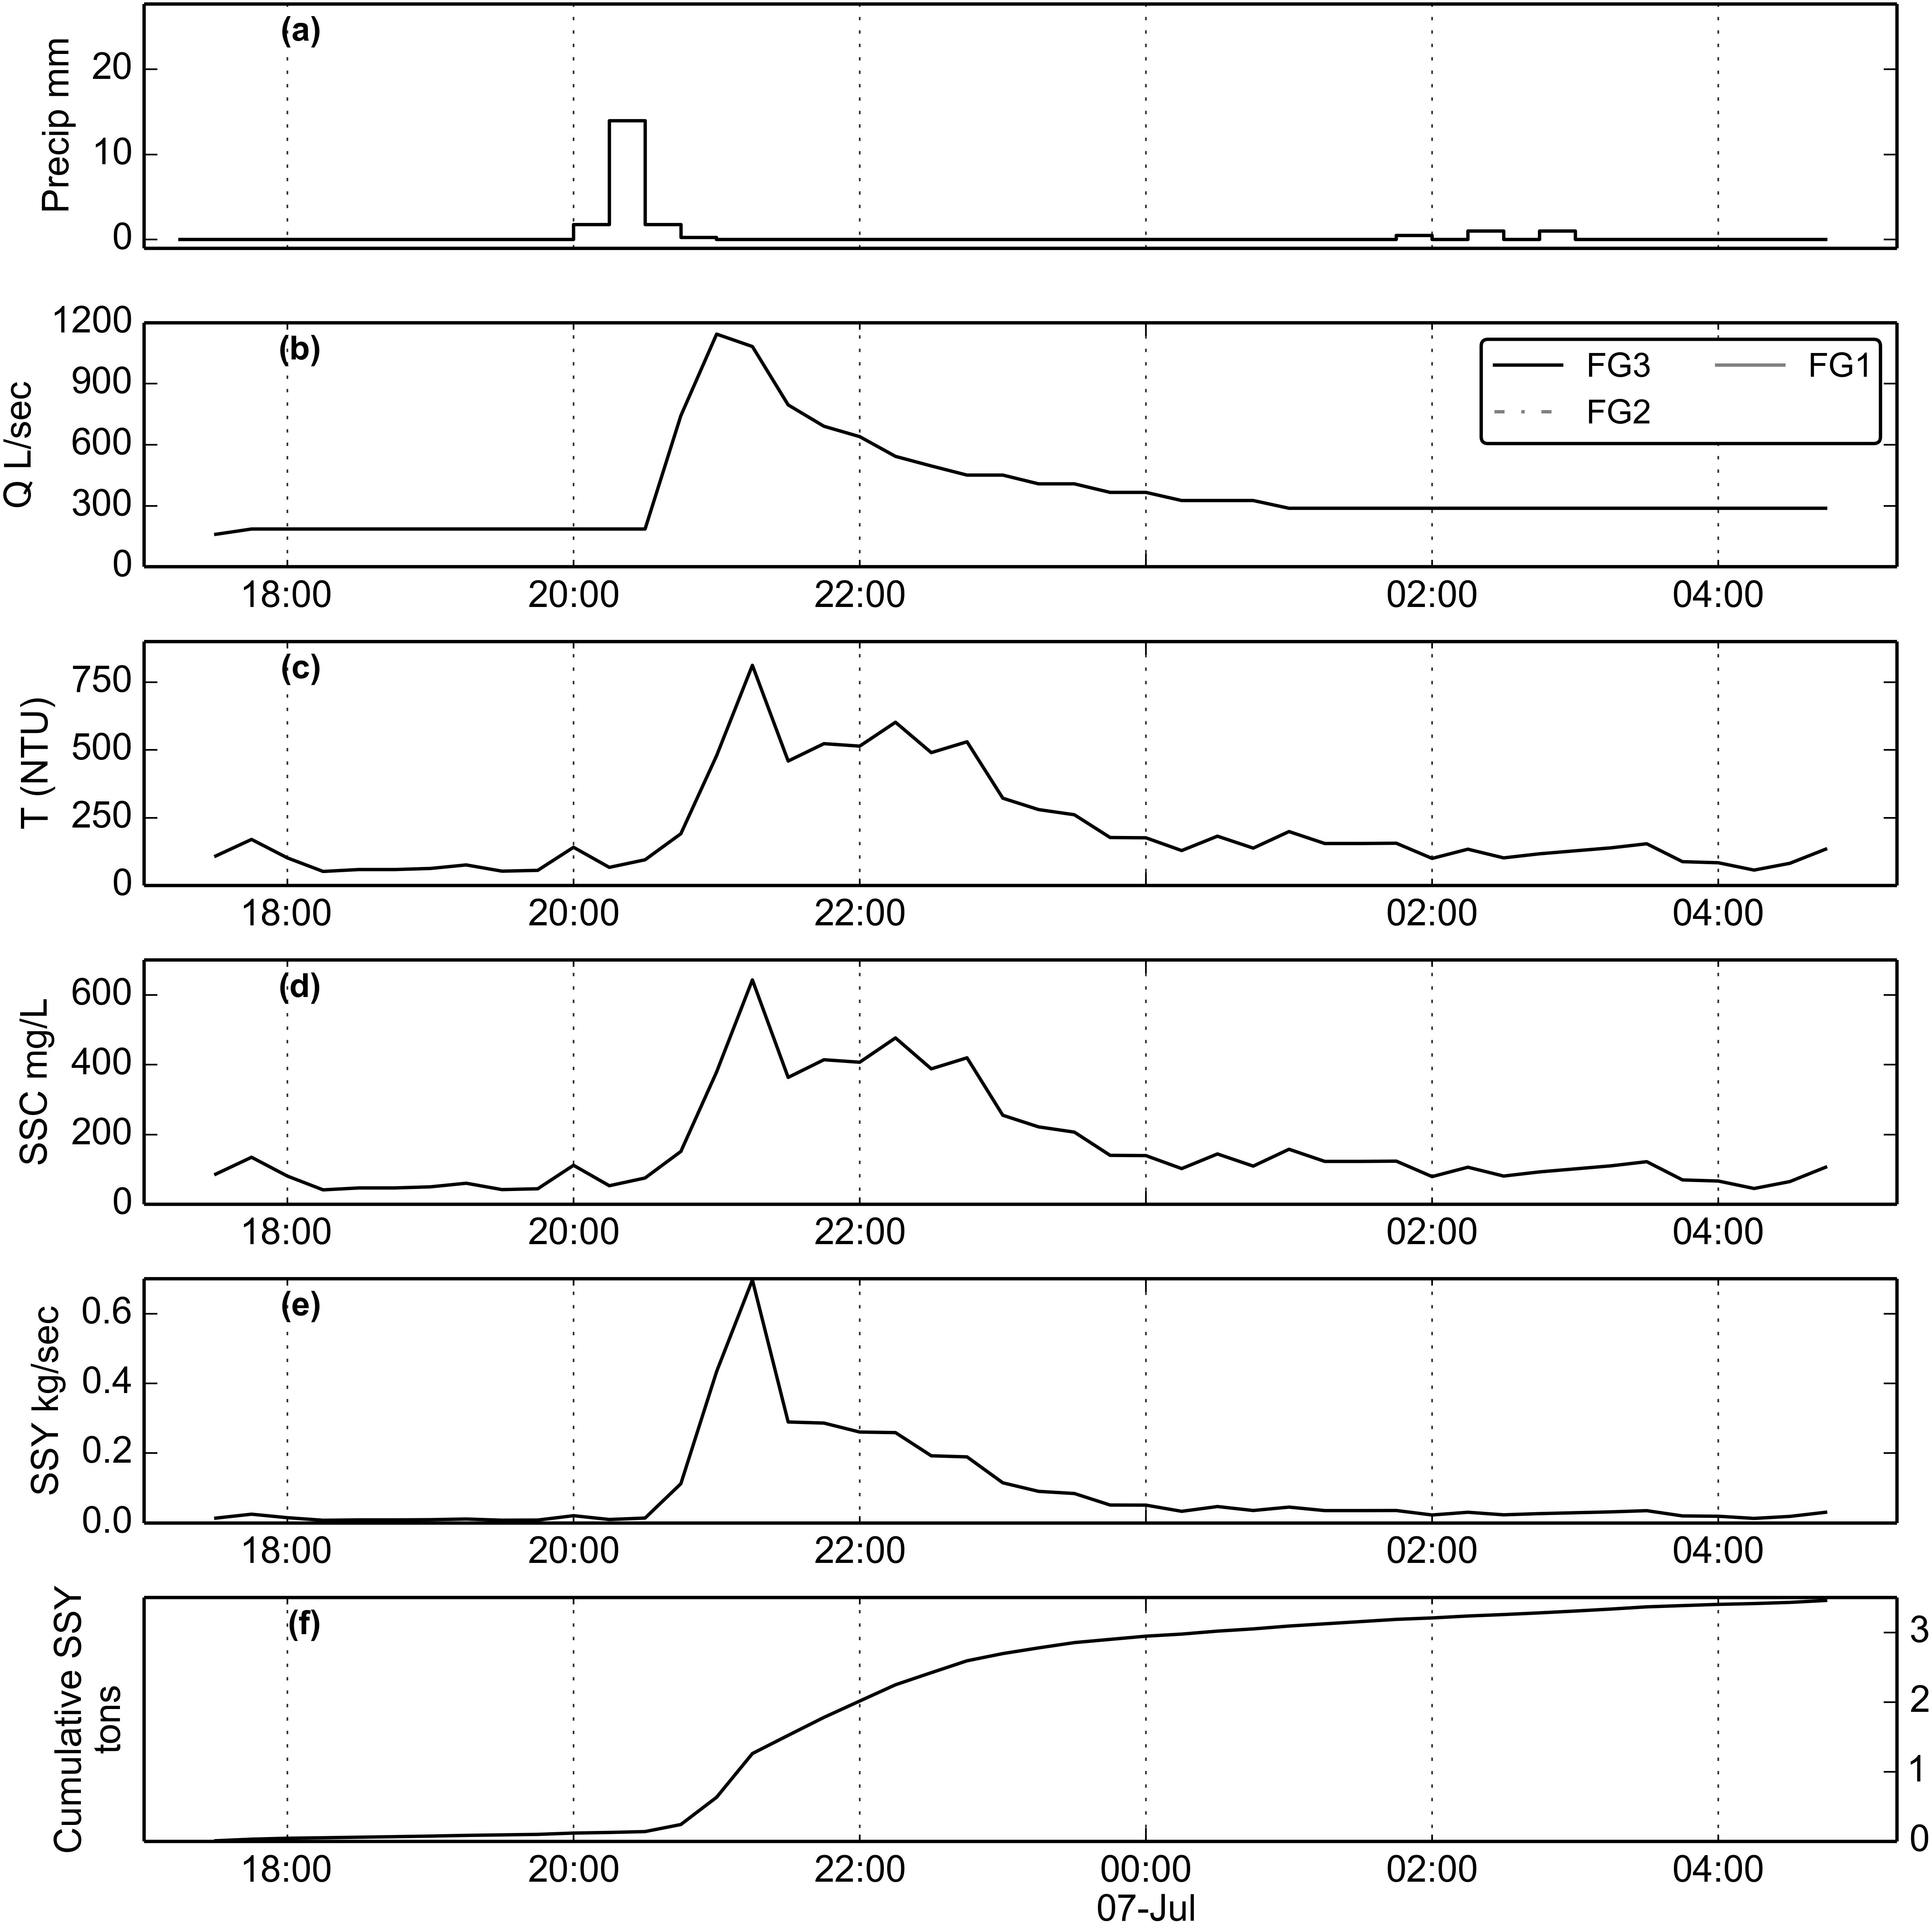 (a)
Precip mm
20
10
0
(b)
Q L/sec
1200
900
600
300
0
FG3
FG1
FG2
18:00 20:00 22:00 02:00 04:00
(c)
T (NTU)
750
500
250
0
18:00 20:00 22:00 02:00 04:00
(d)
SSC mg/L
600
400
200
0
18:00 20:00 22:00 02:00 04:00
(e)
SSY kg/sec
0.6
0.4
0.2
0.0
18:00 20:00 22:00 02:00 04:00
(f)
Cumulative SSY
tons
3
2
1
0
18:00 20:00 22:00 00:00 02:00 04:00
07-Jul